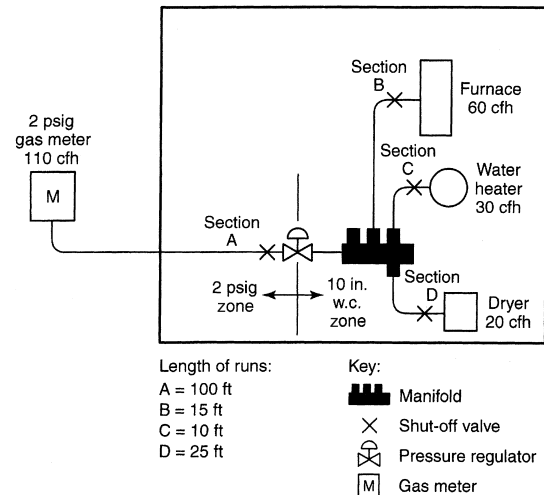 2 psig
gas meter
110 cfh
M
Section
A
2 psig
zone
10 in.
w.c.
zone
Section
B
Furnace
60 cfh
Section
C
Water
heater
30 cfh
Section
D
Dryer
20 cfh
Length of runs:
A = 100 ft
B = 15 ft
C = 10 ft
D = 25 ft
Key:
Manifold
Shut-off valve
Pressure regulator
M Gas meter